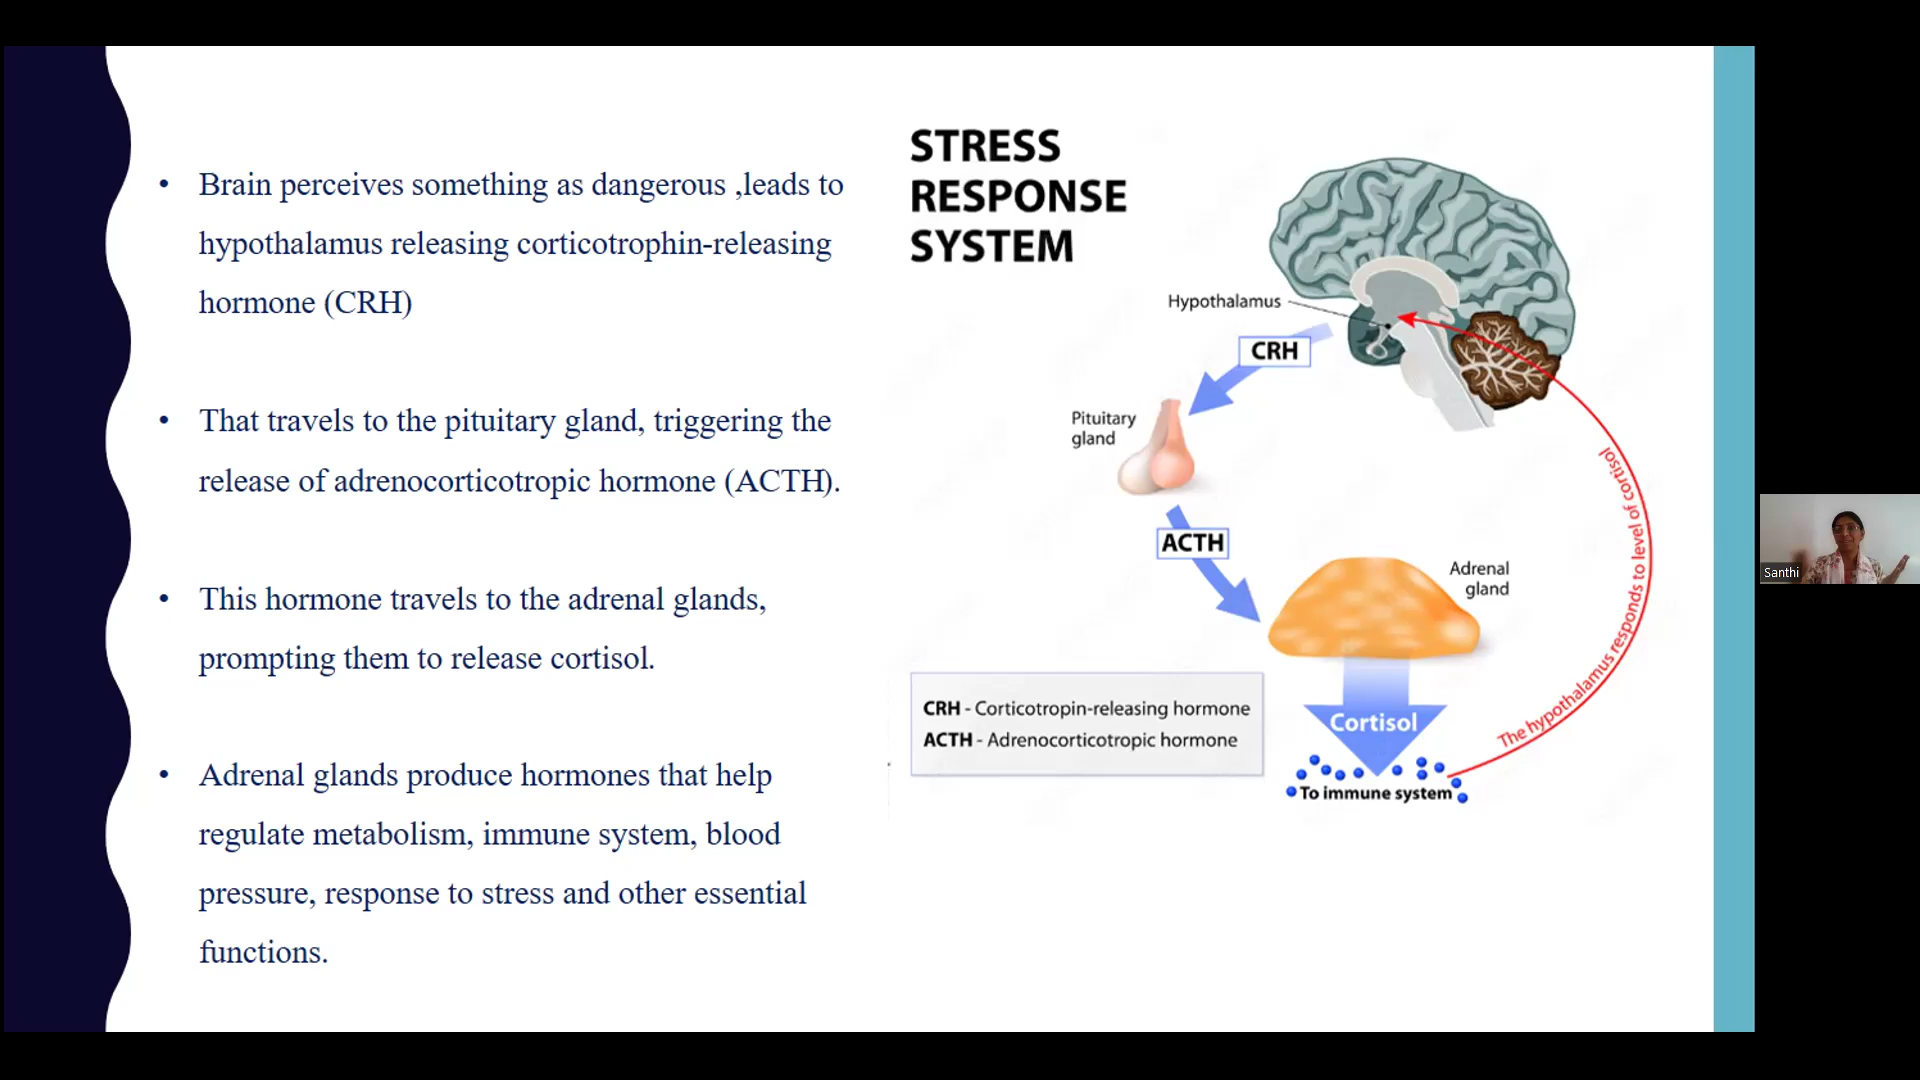 • Brain perceives something as dangerous ,leads to
hypothalamus releasing corticotrophin-releasing
hormone (CRH)
• That travels to the pituitary gland, triggering the
release of adrenocorticotropic hormone (ACTH).
• This hormone travels to the adrenal glands,
prompting them to release cortisol.
• Adrenal glands produce hormones that help
regulate metabolism, immune system, blood
pressure, response to stress and other essential
functions.
STRESS
RESPONSE
SYSTEM
Hypothalamus
CRH
Pituitary
gland
ACTH
Adrenal
gland
Cortisol
To immune system
The hypothalamus responds to level of cortisol
CRH - Corticotropin-releasing hormone
ACTH - Adrenocorticotropic hormone
Santhi